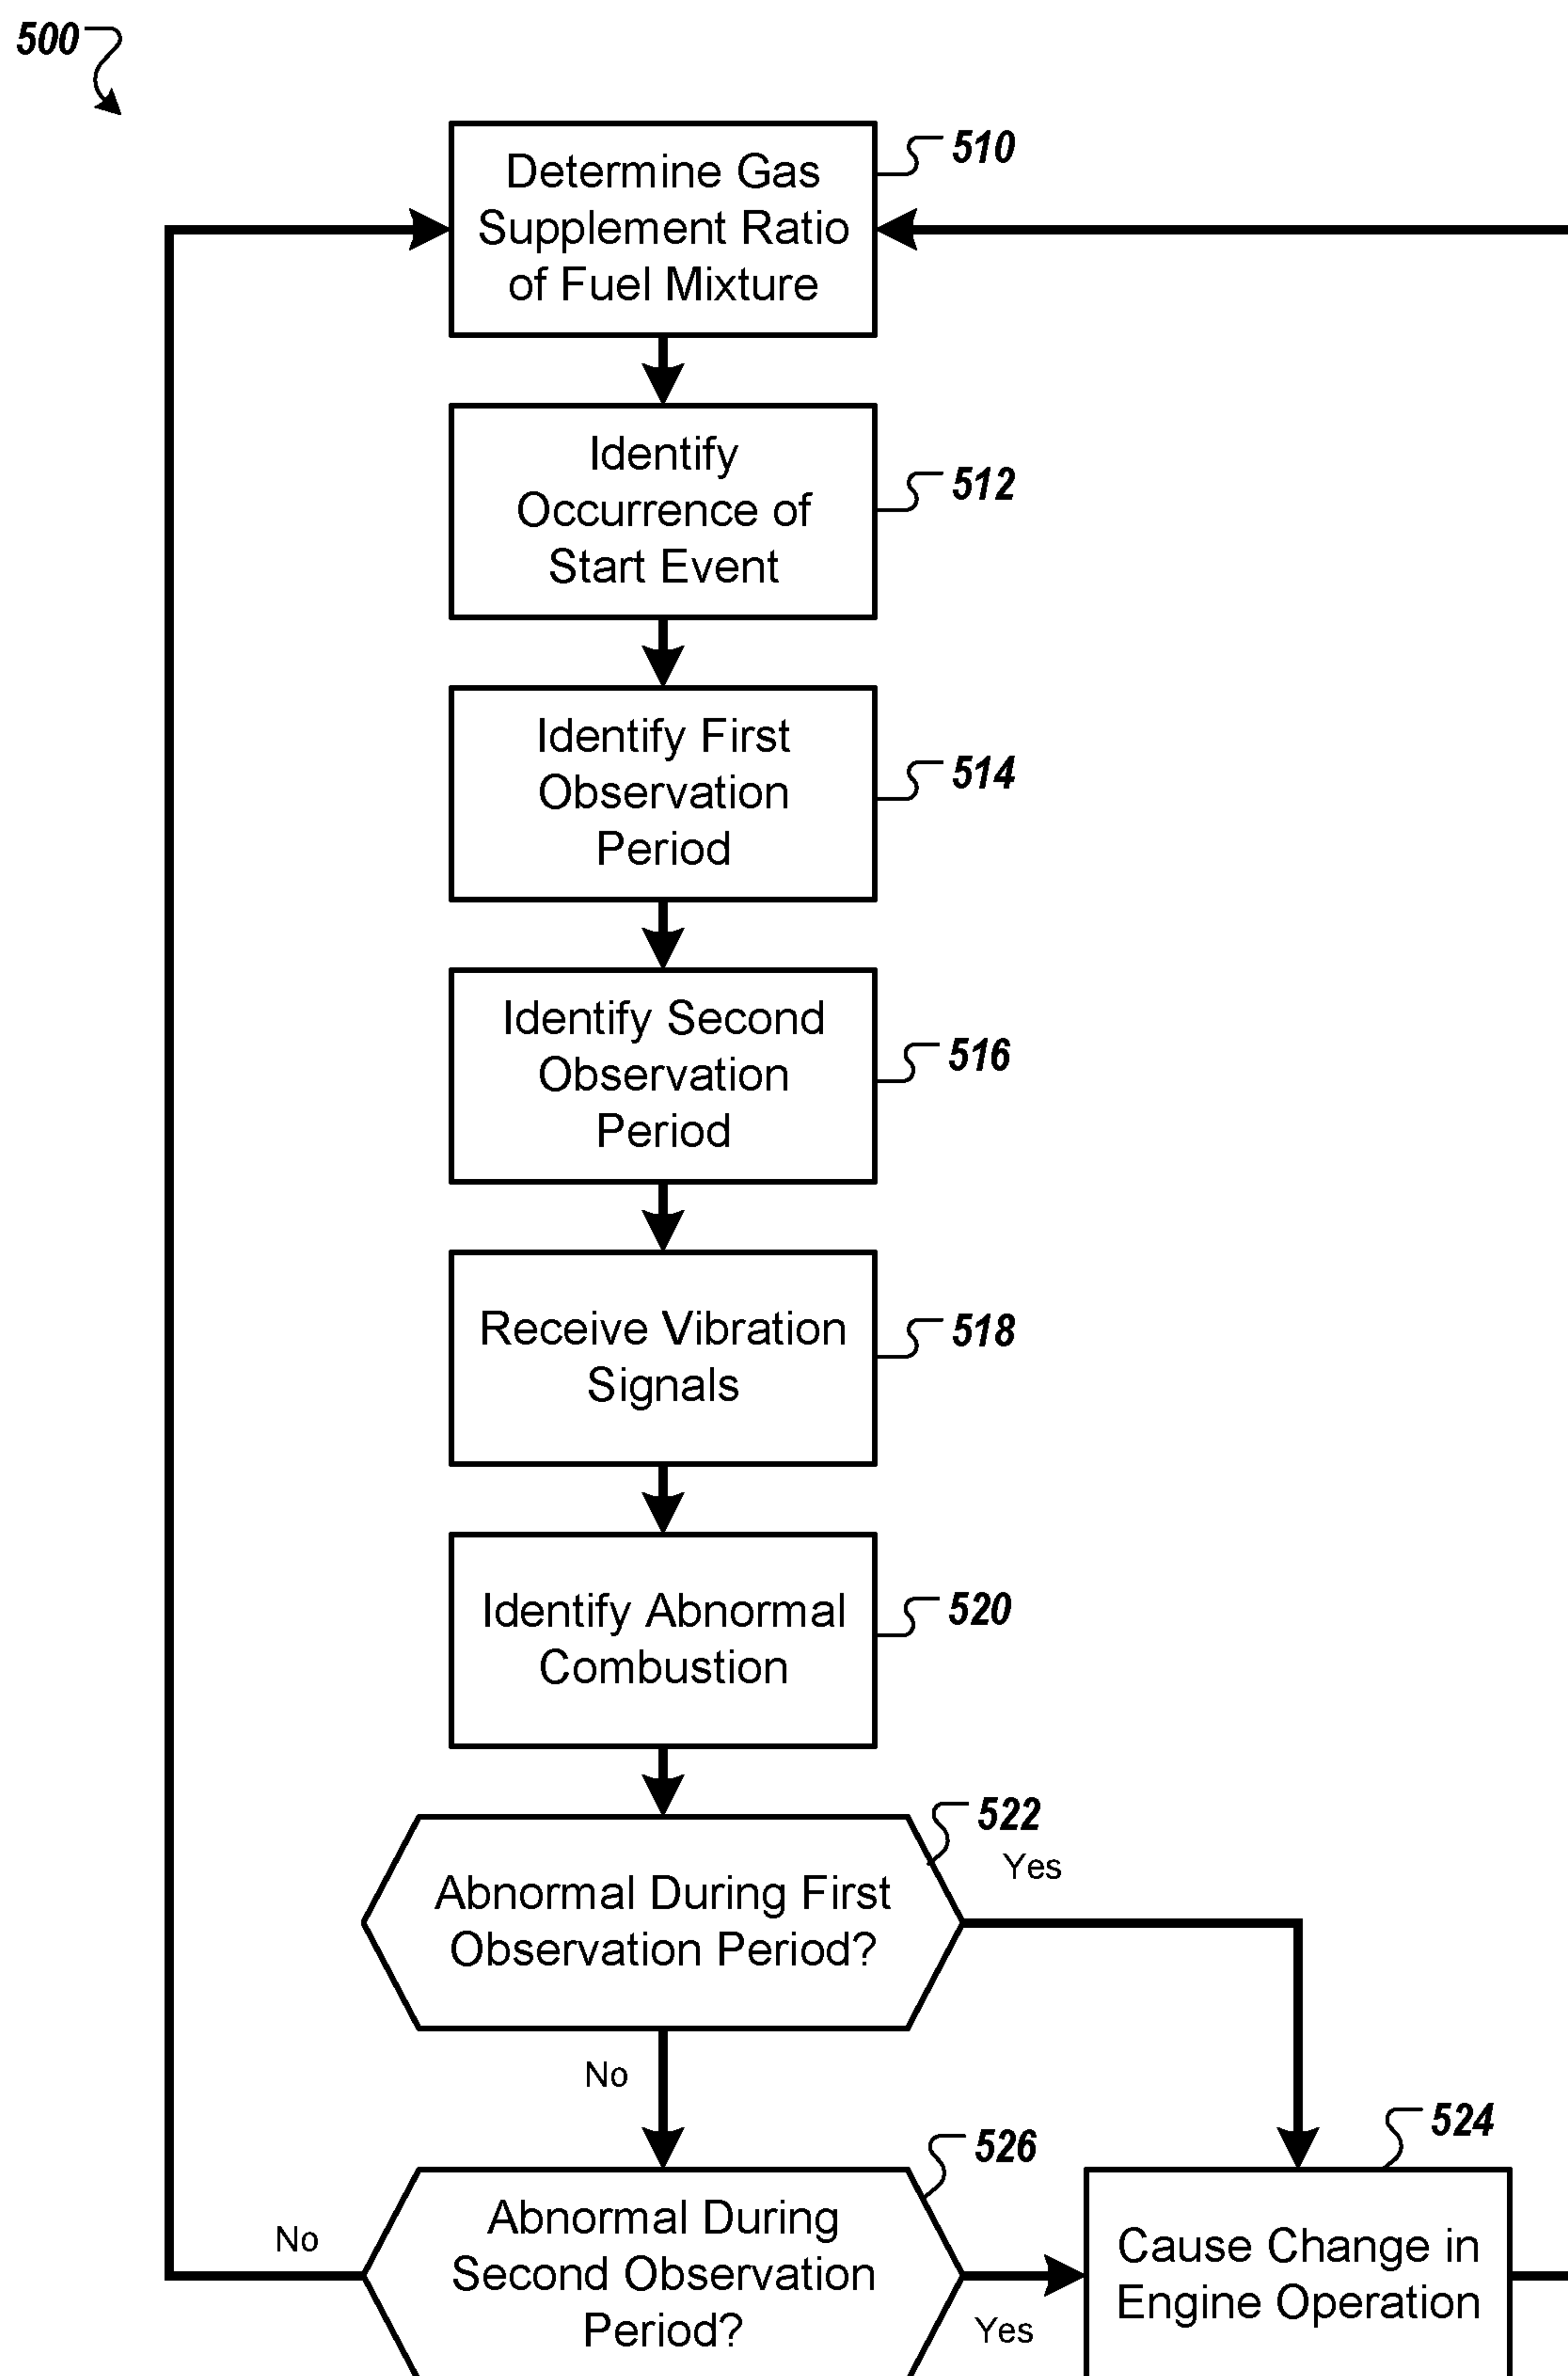 500
Determine Gas
Supplement Ratio
of Fuel Mixture
510
Identify
Occurrence of
Start Event
512
Identify First
Observation
Period
514
Identify Second
Observation
Period
516
Receive Vibration
Signals
518
Identify Abnormal
Combustion
520
Abnormal During First
Observation Period?
522
Yes
No
Abnormal During
Second Observation
Period?
526
No
Yes
Cause Change in
Engine Operation
524